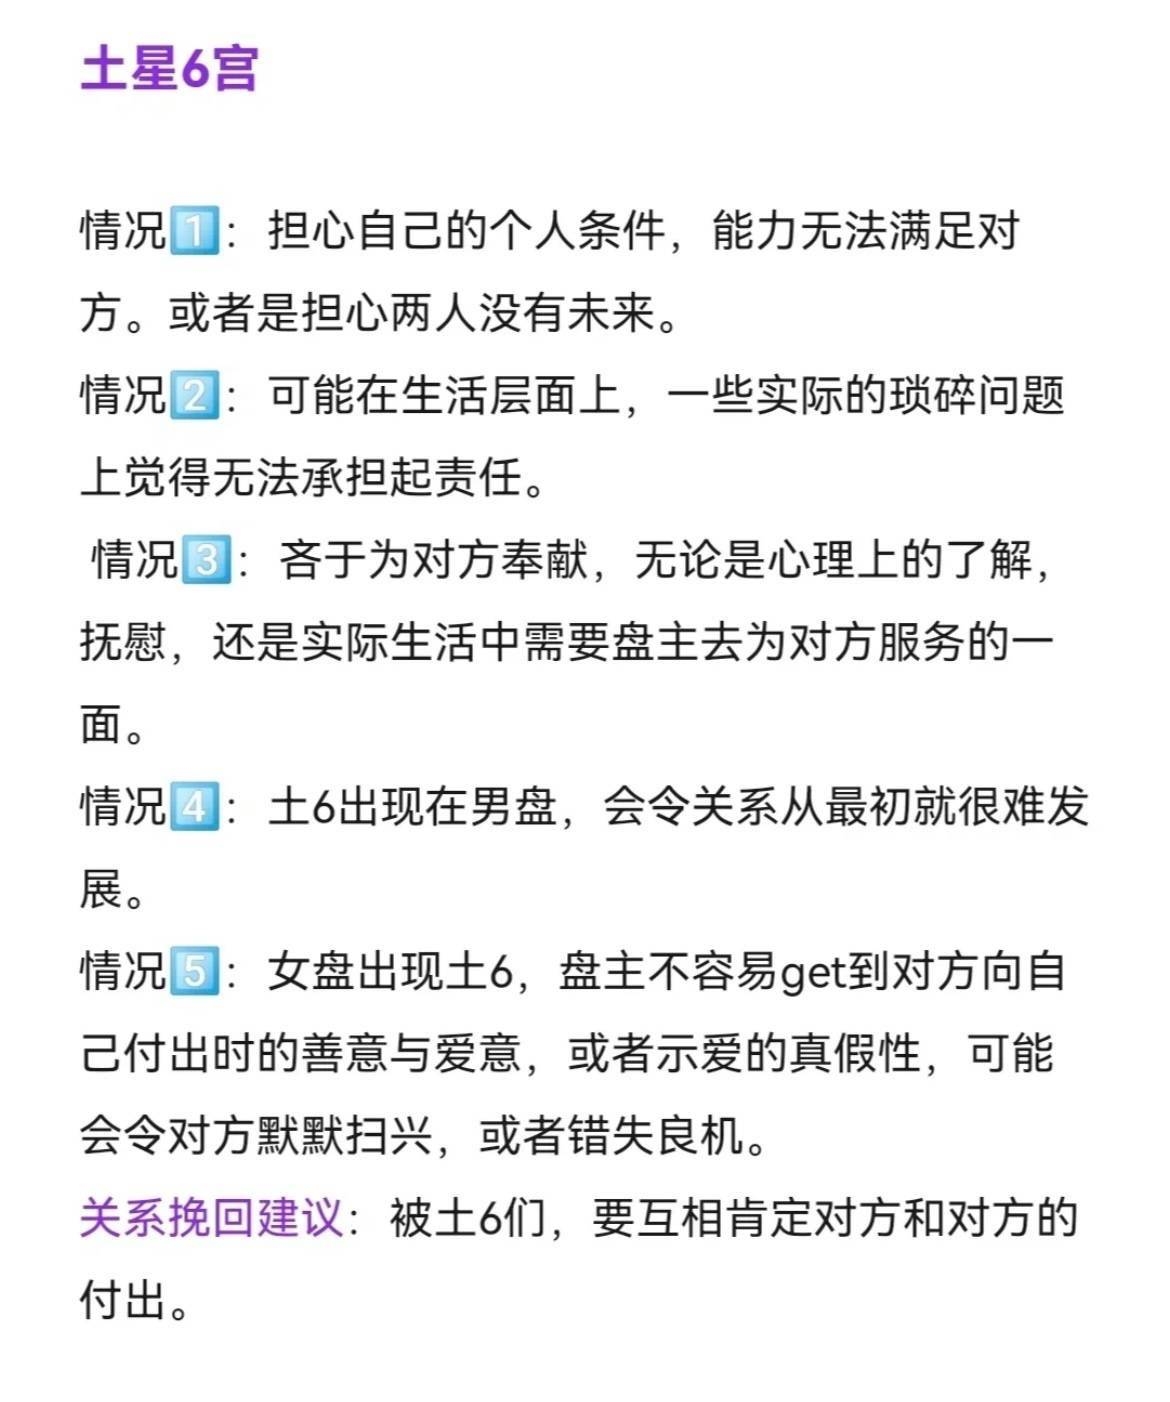 土星6宫
情况1️⃣：担心自己的个人条件，能力无法满足对
方。或者是担心两人没有未来。
情况2️⃣：可能在生活层面上，一些实际的琐碎问题
上觉得无法承担起责任。
情况3️⃣：吝于为对方奉献，无论是心理上的了解，
抚慰，还是实际生活中需要盘主去为对方服务的一
面。
情况4️⃣：土6出现在男盘，会令关系从最初就很难发
展。
情况5️⃣：女盘出现土6，盘主不容易get到对方向自
己付出时的善意与爱意，或者示爱的真假性，可能
会令对方默默扫兴，或者错失良机。
关系挽回建议：被土6们，要互相肯定对方和对方的
付出。